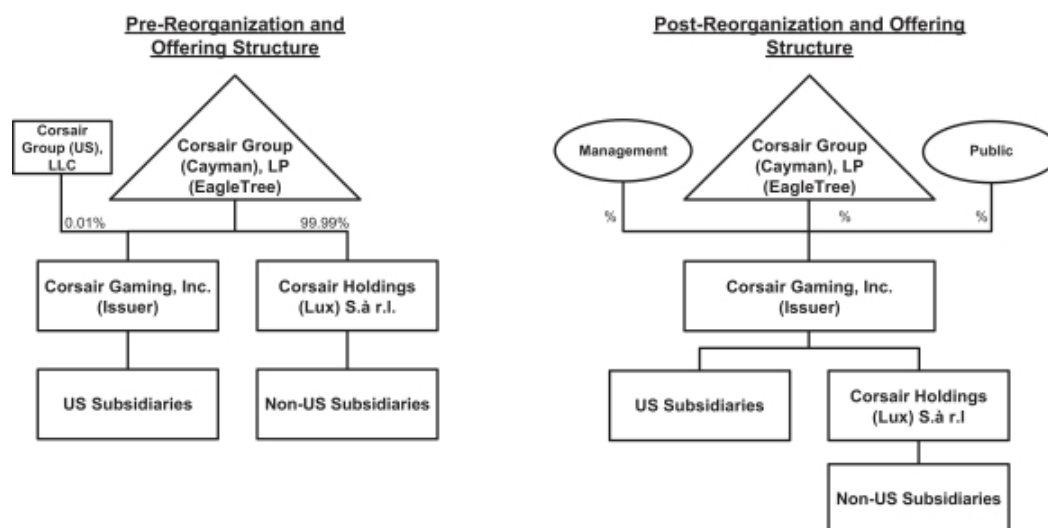 Pre-Reorganization and
Offering Structure
Corsair
Group (US),
LLC
Corsair Group
(Cayman), LP
(EagleTree)
0.01%
99.99%
Corsair Gaming, Inc.
(Issuer)
Corsair Holdings
(Lux) S.à r.l.
US Subsidiaries
Non-US Subsidiaries
Post-Reorganization and Offering
Structure
Management
Corsair Group
(Cayman), LP
(EagleTree)
Public
%
%
%
Corsair Gaming, Inc.
(Issuer)
US Subsidiaries
Corsair Holdings
(Lux) S.à r.l
Non-US Subsidiaries